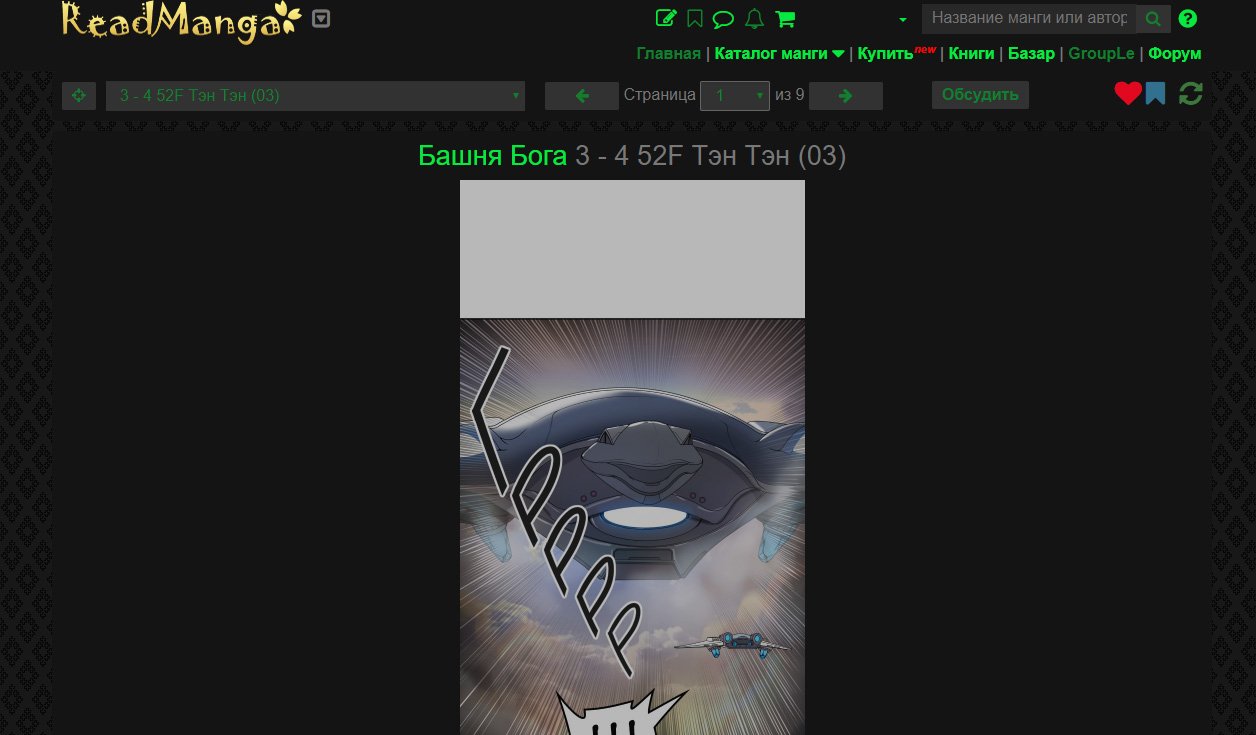 ReadManga
Название манги или автор
Главная | Каталог манги | Купить new | Книги | Базар | GroupLe | Форум
3 - 4 52F Тэн Тэн (03) Страница 1 из 9 Обсудить
Башня Бога 3 - 4 52F Тэн Тэн (03)
ГРРРР
!!!